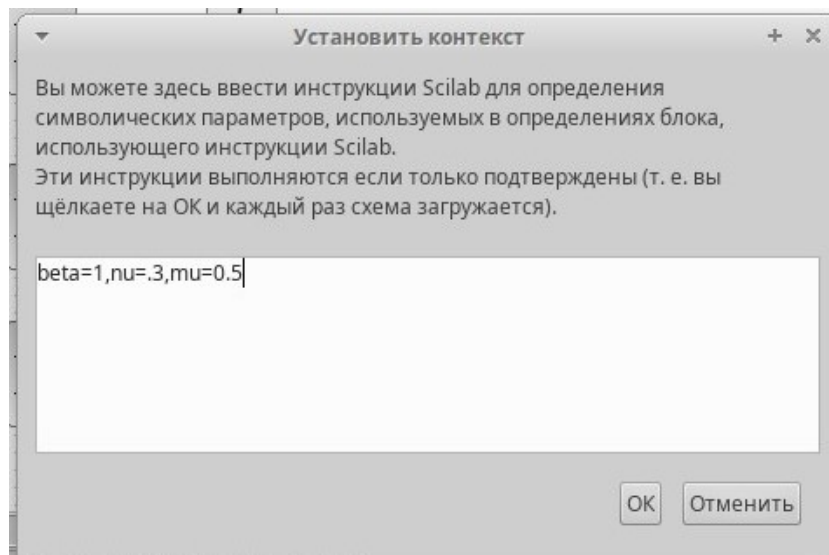 Установить контекст
Вы можете здесь ввести инструкции Scilab для определения
символических параметров, используемых в определениях блока,
использующего инструкции Scilab.
Эти инструкции выполняются если только подтверждены (т. е. вы
щёлкаете на ОК и каждый раз схема загружается).
beta=1,nu=.3,mu=0.5
ОК Отменить